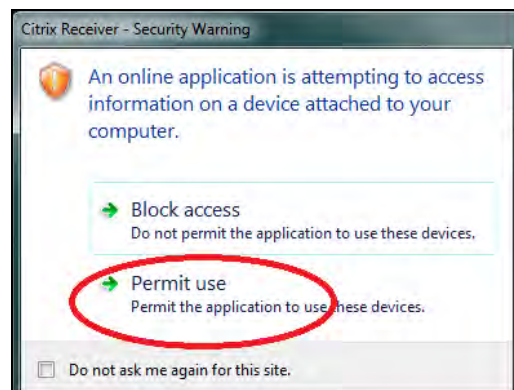 Citrix Receiver - Security Warning
An online application is attempting to access
information on a device attached to your
computer.
Block access
Do not permit the application to use these devices.
Permit use
Permit the application to use these devices.
Do not ask me again for this site.